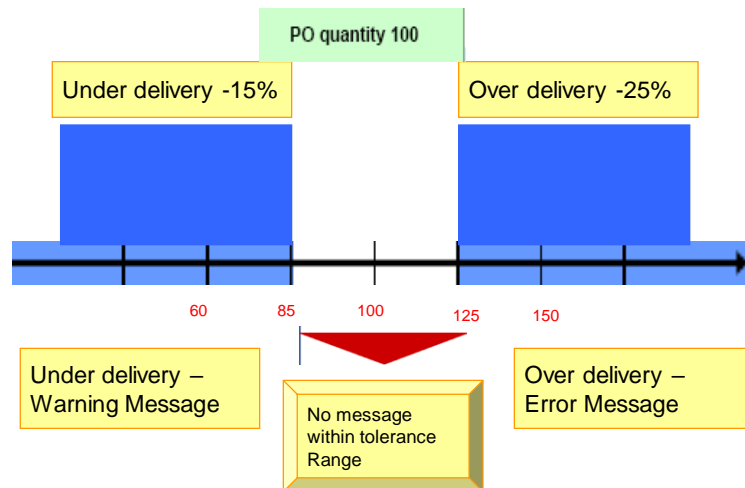 PO quantity 100
Under delivery -15%
Over delivery -25%
60
85
100
125
150
Under delivery –
Warning Message
No message
within tolerance
Range
Over delivery –
Error Message